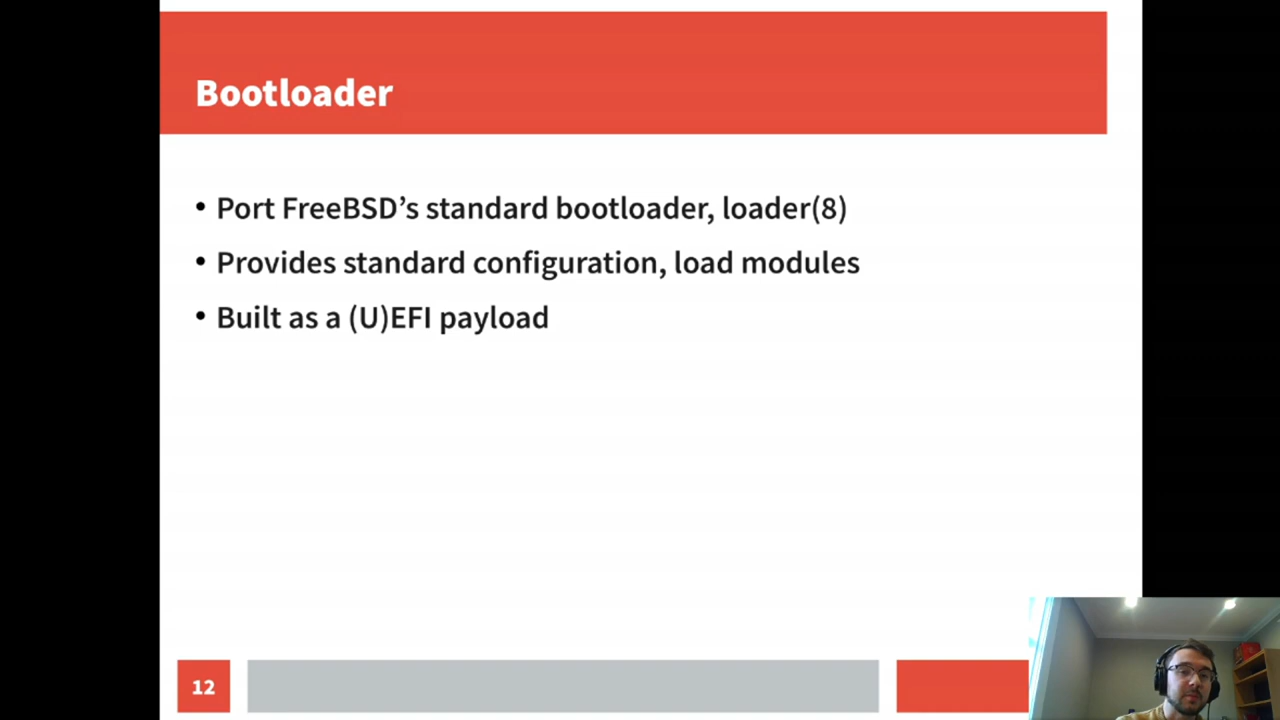 Bootloader
• Port FreeBSD’s standard bootloader, loader(8)
• Provides standard configuration, load modules
• Built as a (U)EFI payload
12